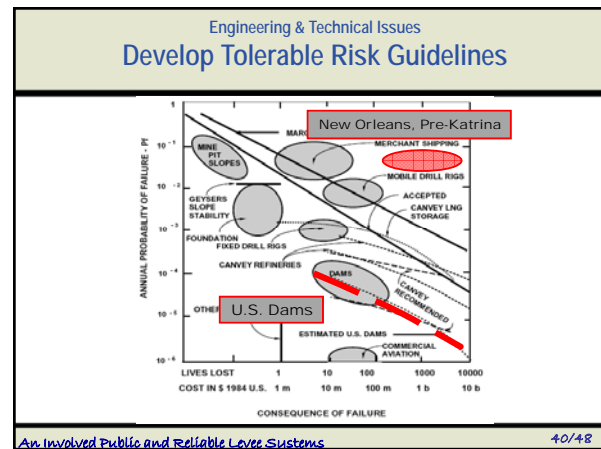 Engineering & Technical Issues
Develop Tolerable Risk Guidelines
ANNUAL PROBABILITY OF FAILURE - Pf
1
10-1
10-2
10-3
10-4
10-5
10-6
MARG
New Orleans, Pre-Katrina
MERCHANT SHIPPING
MINE
PIT
SLOPES
MOBILE DRILL RIGS
GEYSERS
SLOPE
STABILITY
ACCEPTED
CANVEY LNG
STORAGE
FOUNDATION
FIXED DRILL RIGS
CANVEY REFINERIES
DAMS
CANVEY
RECOMMENDED
OTHE
U.S. Dams
ESTIMATED U.S. DAMS
COMMERCIAL
AVIATION
LIVES LOST 1 10 100 1000 10000
COST IN $ 1984 U.S. 1 m 10 m 100 m 1 b 10 b
CONSEQUENCE OF FAILURE
An Involved Public and Reliable Levee Systems 40/48